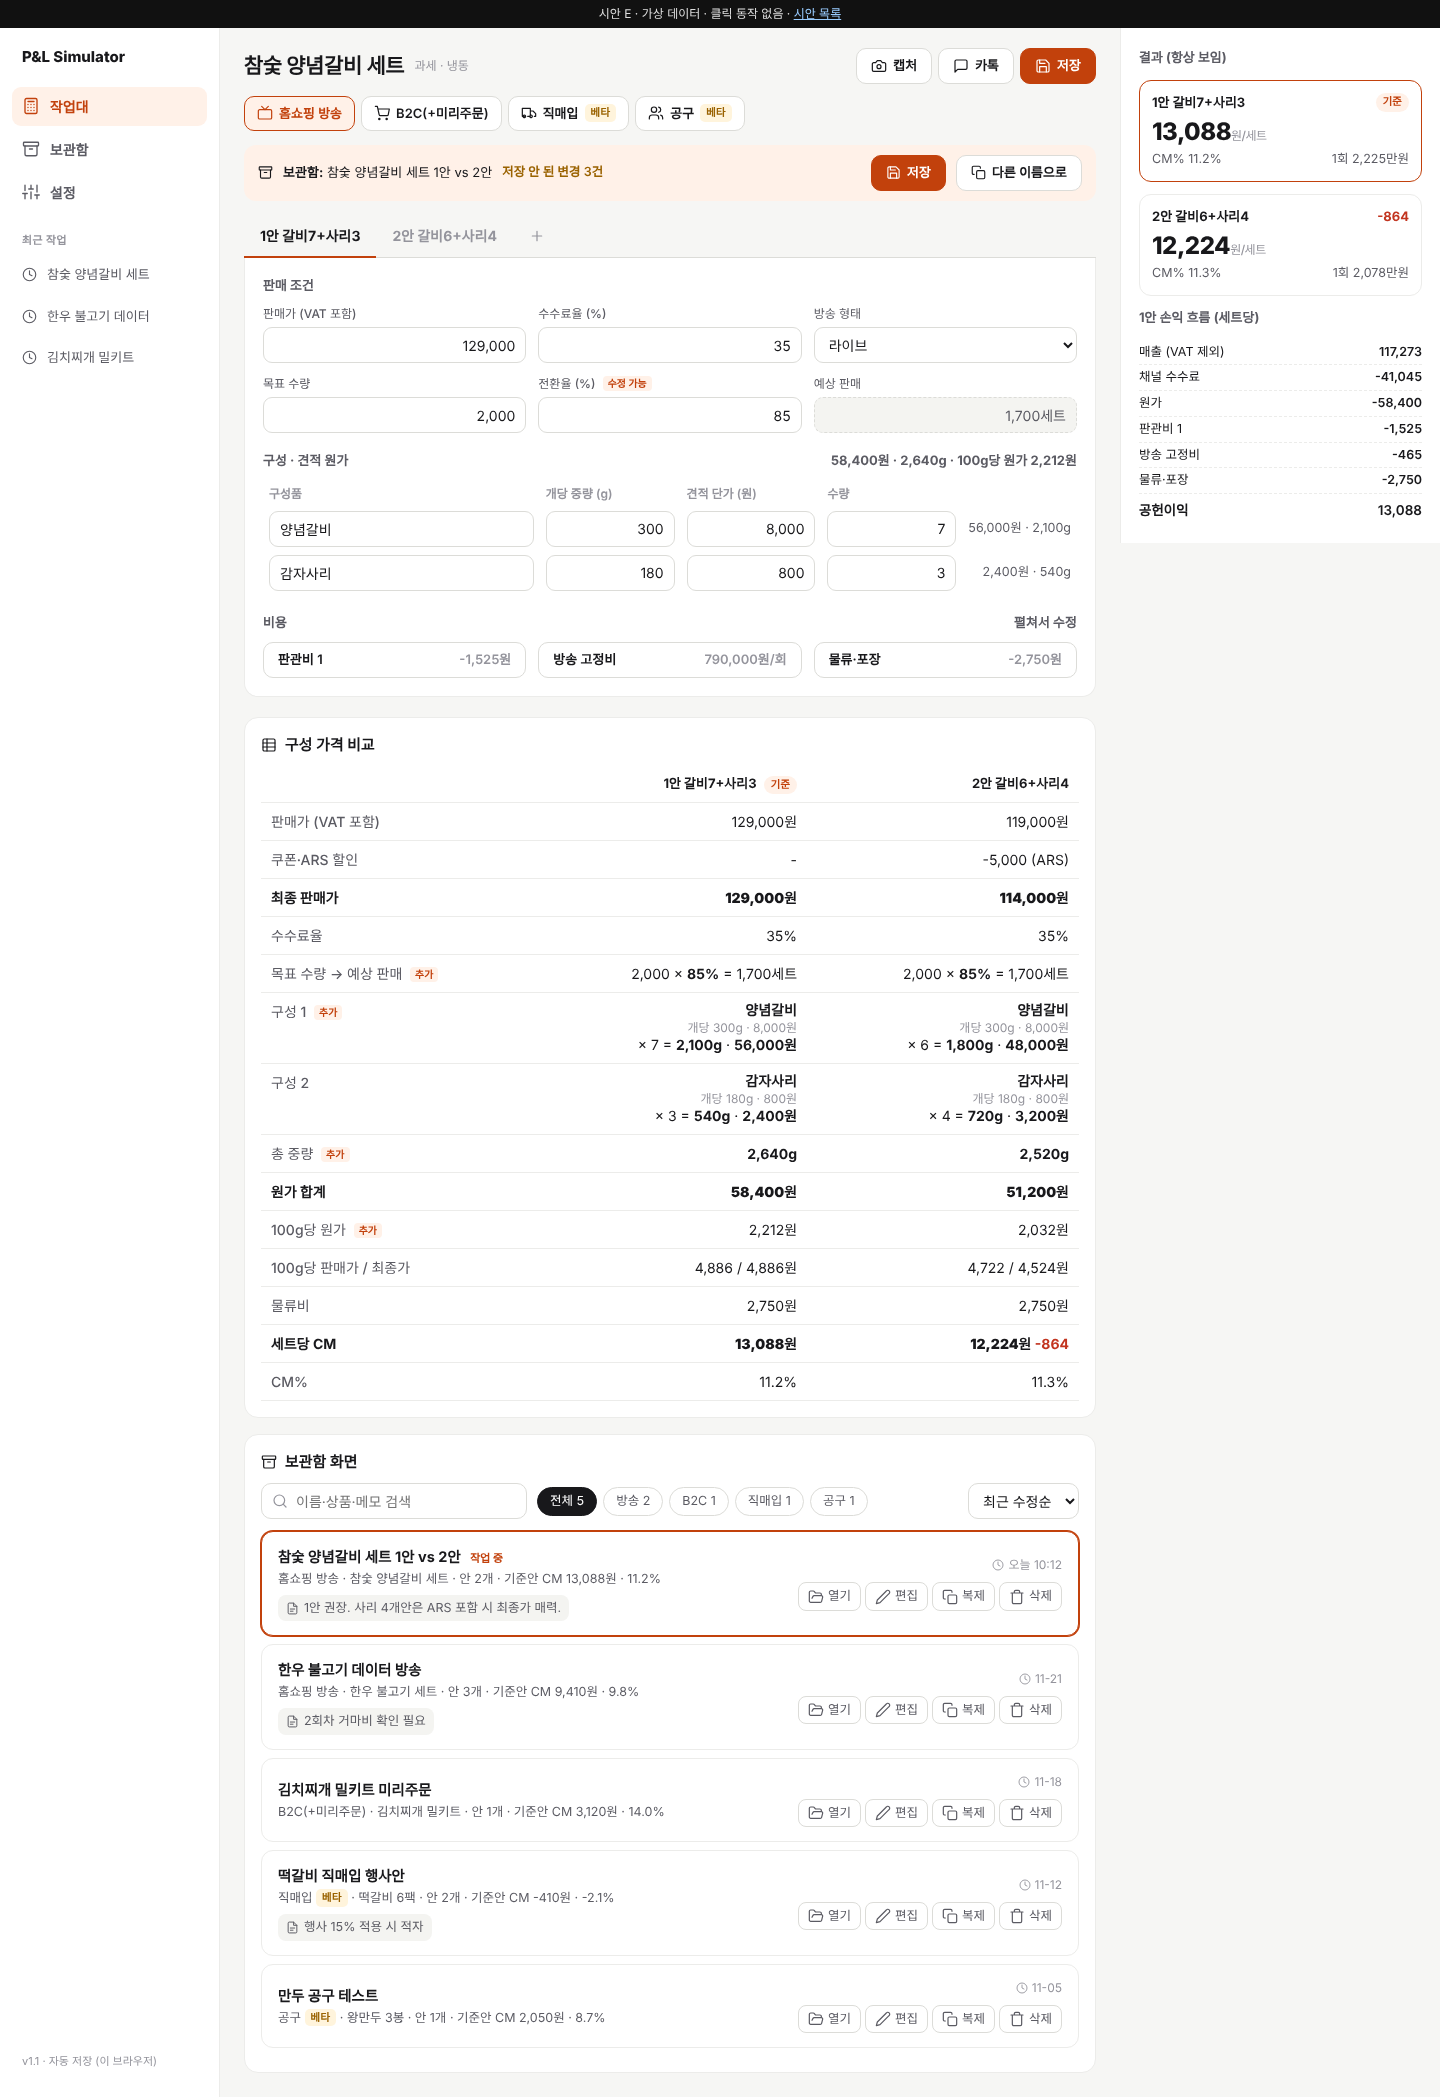 시안 E · 가상 데이터 · 클릭 동작 없음 · 시안 목록
P&L Simulator
작업대
보관함
설정
최근 작업
참숯 양념갈비 세트
한우 불고기 데이터
김치찌개 밀키트
v1.1 · 자동 저장 (이 브라우저)
참숯 양념갈비 세트 과세 · 냉동
캡처 카톡 저장
홈쇼핑 방송 B2C(+미리주문) 직매입 베타 공구 베타
보관함: 참숯 양념갈비 세트 1안 vs 2안 저장 안 된 변경 3건 저장 다른 이름으로
1안 갈비7+사리3 2안 갈비6+사리4 +
판매 조건
판매가 (VAT 포함) 수수료율 (%) 방송 형태
129,000 35 라이브
목표 수량 전환율 (%) 수정 가능 예상 판매
2,000 85 1,700세트
구성 · 견적 원가 58,400원 · 2,640g · 100g당 원가 2,212원
구성품 개당 중량 (g) 견적 단가 (원) 수량
양념갈비 300 8,000 7 56,000원 · 2,100g
감자사리 180 800 3 2,400원 · 540g
비용 펼쳐서 수정
판관비 1 -1,525원 방송 고정비 790,000원/회 물류·포장 -2,750원
구성 가격 비교
1안 갈비7+사리3 기준 2안 갈비6+사리4
판매가 (VAT 포함) 129,000원 119,000원
쿠폰·ARS 할인 - -5,000 (ARS)
최종 판매가 129,000원 114,000원
수수료율 35% 35%
목표 수량 → 예상 판매 추가 2,000 × 85% = 1,700세트 2,000 × 85% = 1,700세트
구성 1 추가 양념갈비 양념갈비
개당 300g · 8,000원 개당 300g · 8,000원
× 7 = 2,100g · 56,000원 × 6 = 1,800g · 48,000원
구성 2 감자사리 감자사리
개당 180g · 800원 개당 180g · 800원
× 3 = 540g · 2,400원 × 4 = 720g · 3,200원
총 중량 추가 2,640g 2,520g
원가 합계 58,400원 51,200원
100g당 원가 추가 2,212원 2,032원
100g당 판매가 / 최종가 4,886 / 4,886원 4,722 / 4,524원
물류비 2,750원 2,750원
세트당 CM 13,088원 12,224원 -864
CM% 11.2% 11.3%
보관함 화면
이름·상품·메모 검색 전체 5 방송 2 B2C 1 직매입 1 공구 1 최근 수정순
참숯 양념갈비 세트 1안 vs 2안 작업 중
홈쇼핑 방송 · 참숯 양념갈비 세트 · 안 2개 · 기준안 CM 13,088원 · 11.2%
1안 권장. 사리 4개안은 ARS 포함 시 최종가 매력.
오늘 10:12
열기 편집 복제 삭제
한우 불고기 데이터 방송
홈쇼핑 방송 · 한우 불고기 세트 · 안 3개 · 기준안 CM 9,410원 · 9.8%
2회차 거마비 확인 필요
11-21
열기 편집 복제 삭제
김치찌개 밀키트 미리주문
B2C(+미리주문) · 김치찌개 밀키트 · 안 1개 · 기준안 CM 3,120원 · 14.0%
11-18
열기 편집 복제 삭제
떡갈비 직매입 행사안
직매입 베타 · 떡갈비 6팩 · 안 2개 · 기준안 CM -410원 · -2.1%
행사 15% 적용 시 적자
11-12
열기 편집 복제 삭제
만두 공구 테스트
공구 베타 · 왕만두 3봉 · 안 1개 · 기준안 CM 2,050원 · 8.7%
11-05
열기 편집 복제 삭제
결과 (항상 보임)
1안 갈비7+사리3 기준
13,088원/세트
CM% 11.2% 1회 2,225만원
2안 갈비6+사리4 -864
12,224원/세트
CM% 11.3% 1회 2,078만원
1안 손익 흐름 (세트당)
매출 (VAT 제외) 117,273
채널 수수료 -41,045
원가 -58,400
판관비 1 -1,525
방송 고정비 -465
물류·포장 -2,750
공헌이익 13,088